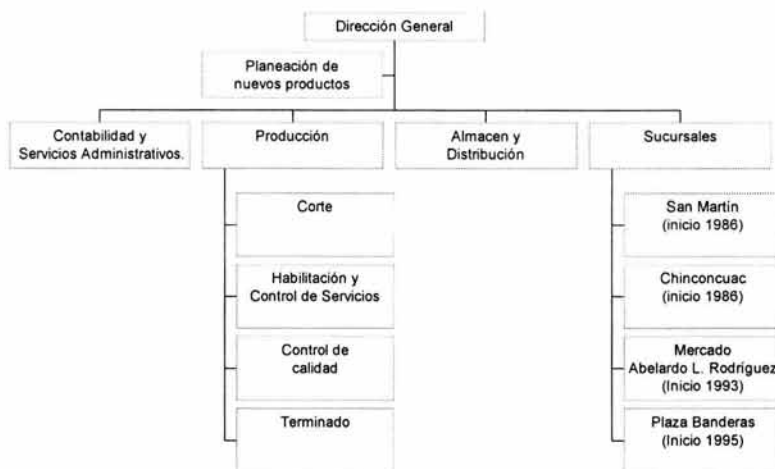 Dirección General
Planeación de
nuevos productos
Contabilidad y
Servicios Administrativos.
Producción
Almacen y
Distribución
Sucursales
Corte
Habilitación y
Control de Servicios
Control de
calidad
Terminado
San Martín
(inicio 1986)
Chinconcuac
(inicio 1986)
Mercado
Abelardo L. Rodríguez
(Inicio 1993)
Plaza Banderas
(Inicio 1995)